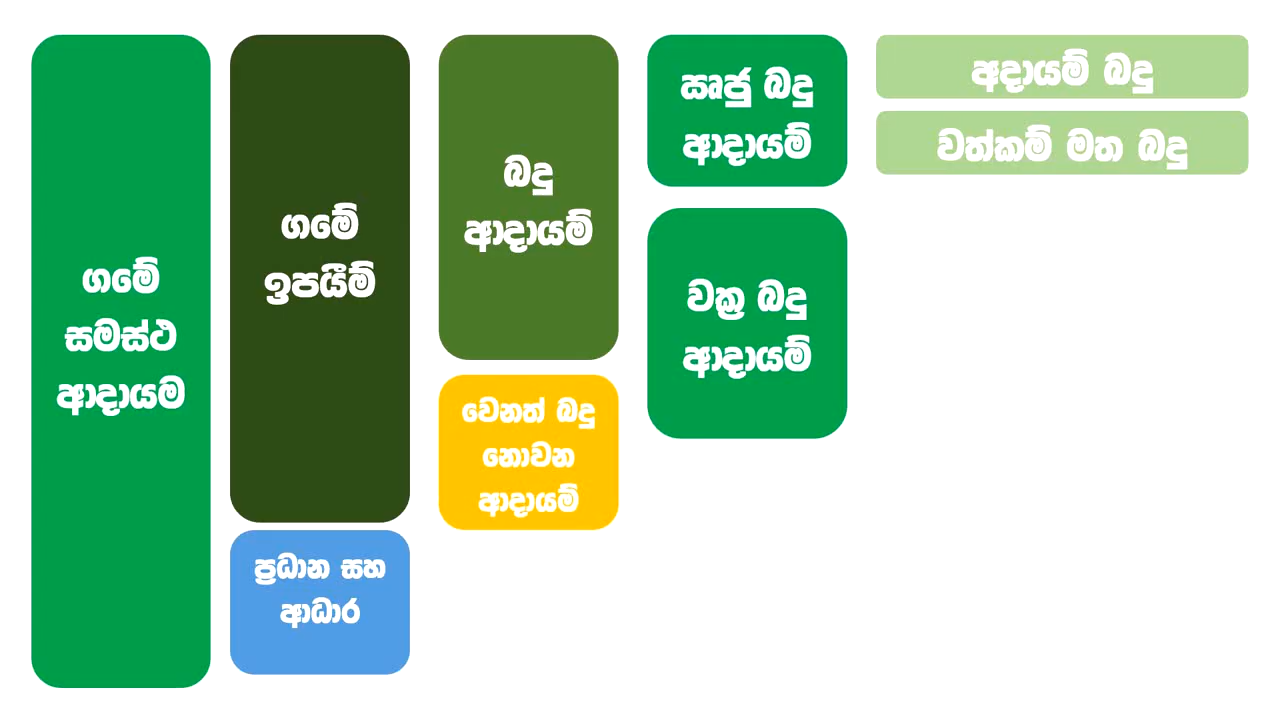 ගමේ
සමස්ථ
ආදායම
ගමේ
ඉපයීම්
ප්‍රධාන සහ
ආධාර
බදු
ආදායම්
වෙනත් බදු
නොවන
ආදායම්
ඍජු බදු
ආදායම්
වක්‍ර බදු
ආදායම්
අදායම් බදු
වත්කම් මත බදු